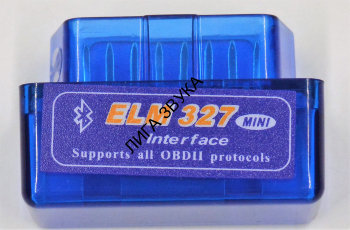 ELM 327 MINI
Interface
Supports all OBDII protocols
ЛИГА ЗВУКА